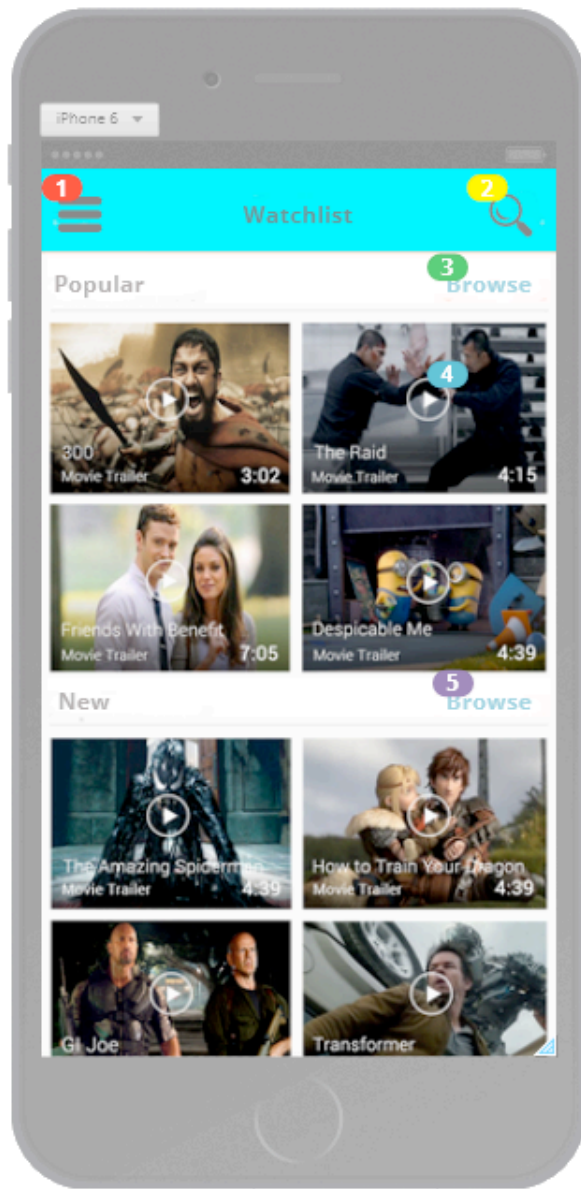 iPhone 6
1
2
Watchlist
3
Popular Browse
4
300 The Raid
Movie Trailer 3:02 Movie Trailer 4:15
Friends With Benefit Despicable Me
Movie Trailer 7:05 Movie Trailer 4:39
5
New Browse
The Amazing Spiderman How to Train Your Dragon
Movie Trailer 4:39 Movie Trailer 4:39
GI Joe Transformer